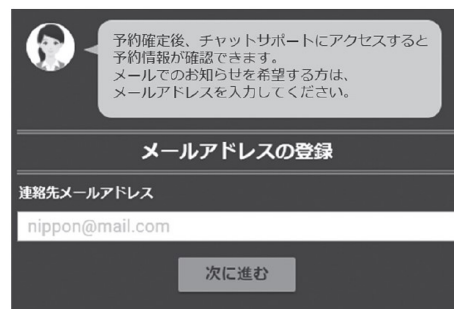 予約確定後、チャットサポートにアクセスすると
予約情報が確認できます。
メールでのお知らせを希望する方は、
メールアドレスを入力してください。
メールアドレスの登録
連絡先メールアドレス
nippon@mail.com
次に進む